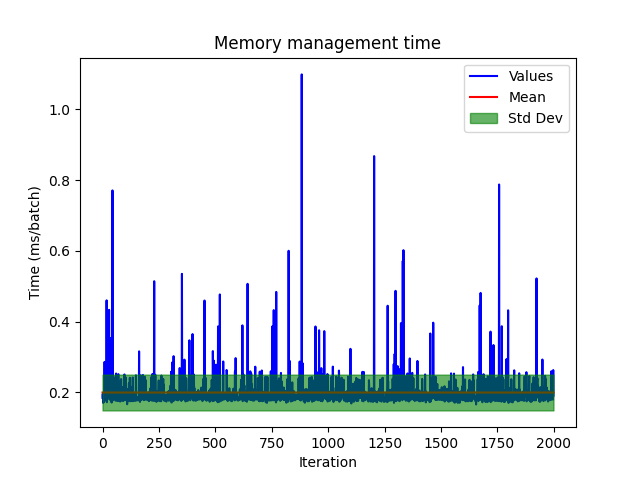 Memory management time
Values
Mean
Std Dev
Time (ms/batch)
1.0
0.8
0.6
0.4
0.2
0 250 500 750 1000 1250 1500 1750 2000
Iteration